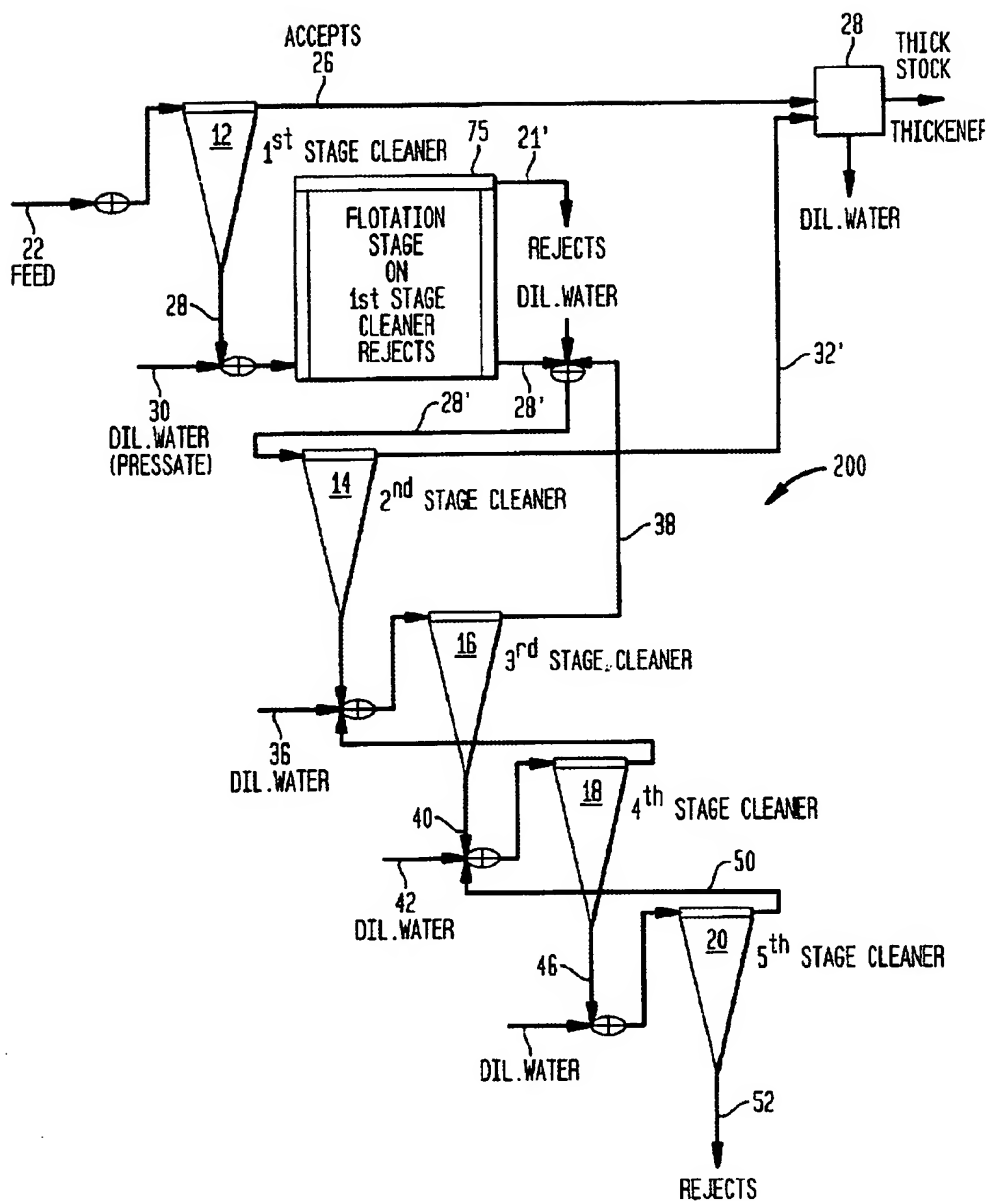 ACCEPTS
26
28
THICK
STOCK
THICKENER
DIL.WATER
12
1st STAGE CLEANER
75
21'
22
FEED
FLOTATION
STAGE
ON
1st STAGE
CLEANER
REJECTS
REJECTS
DIL.WATER
28
30
DIL.WATER
(PRESSATE)
28'
28'
32'
200
14
2nd STAGE CLEANER
38
16
3rd STAGE CLEANER
36
DIL.WATER
18
4th STAGE CLEANER
40
42
DIL.WATER
50
20
5th STAGE CLEANER
46
DIL.WATER
52
REJECTS